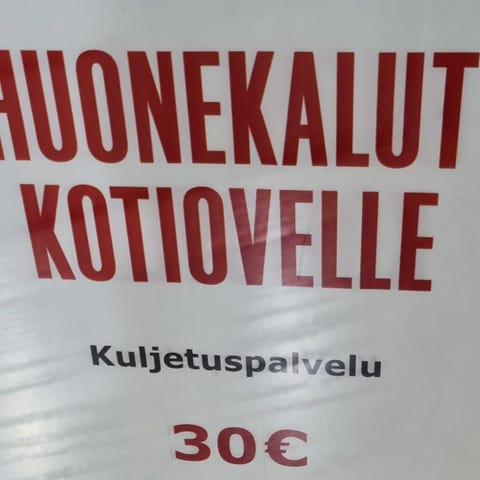 HUONEKALUT
KOTIOVELLE
Kuljetuspalvelu
30€